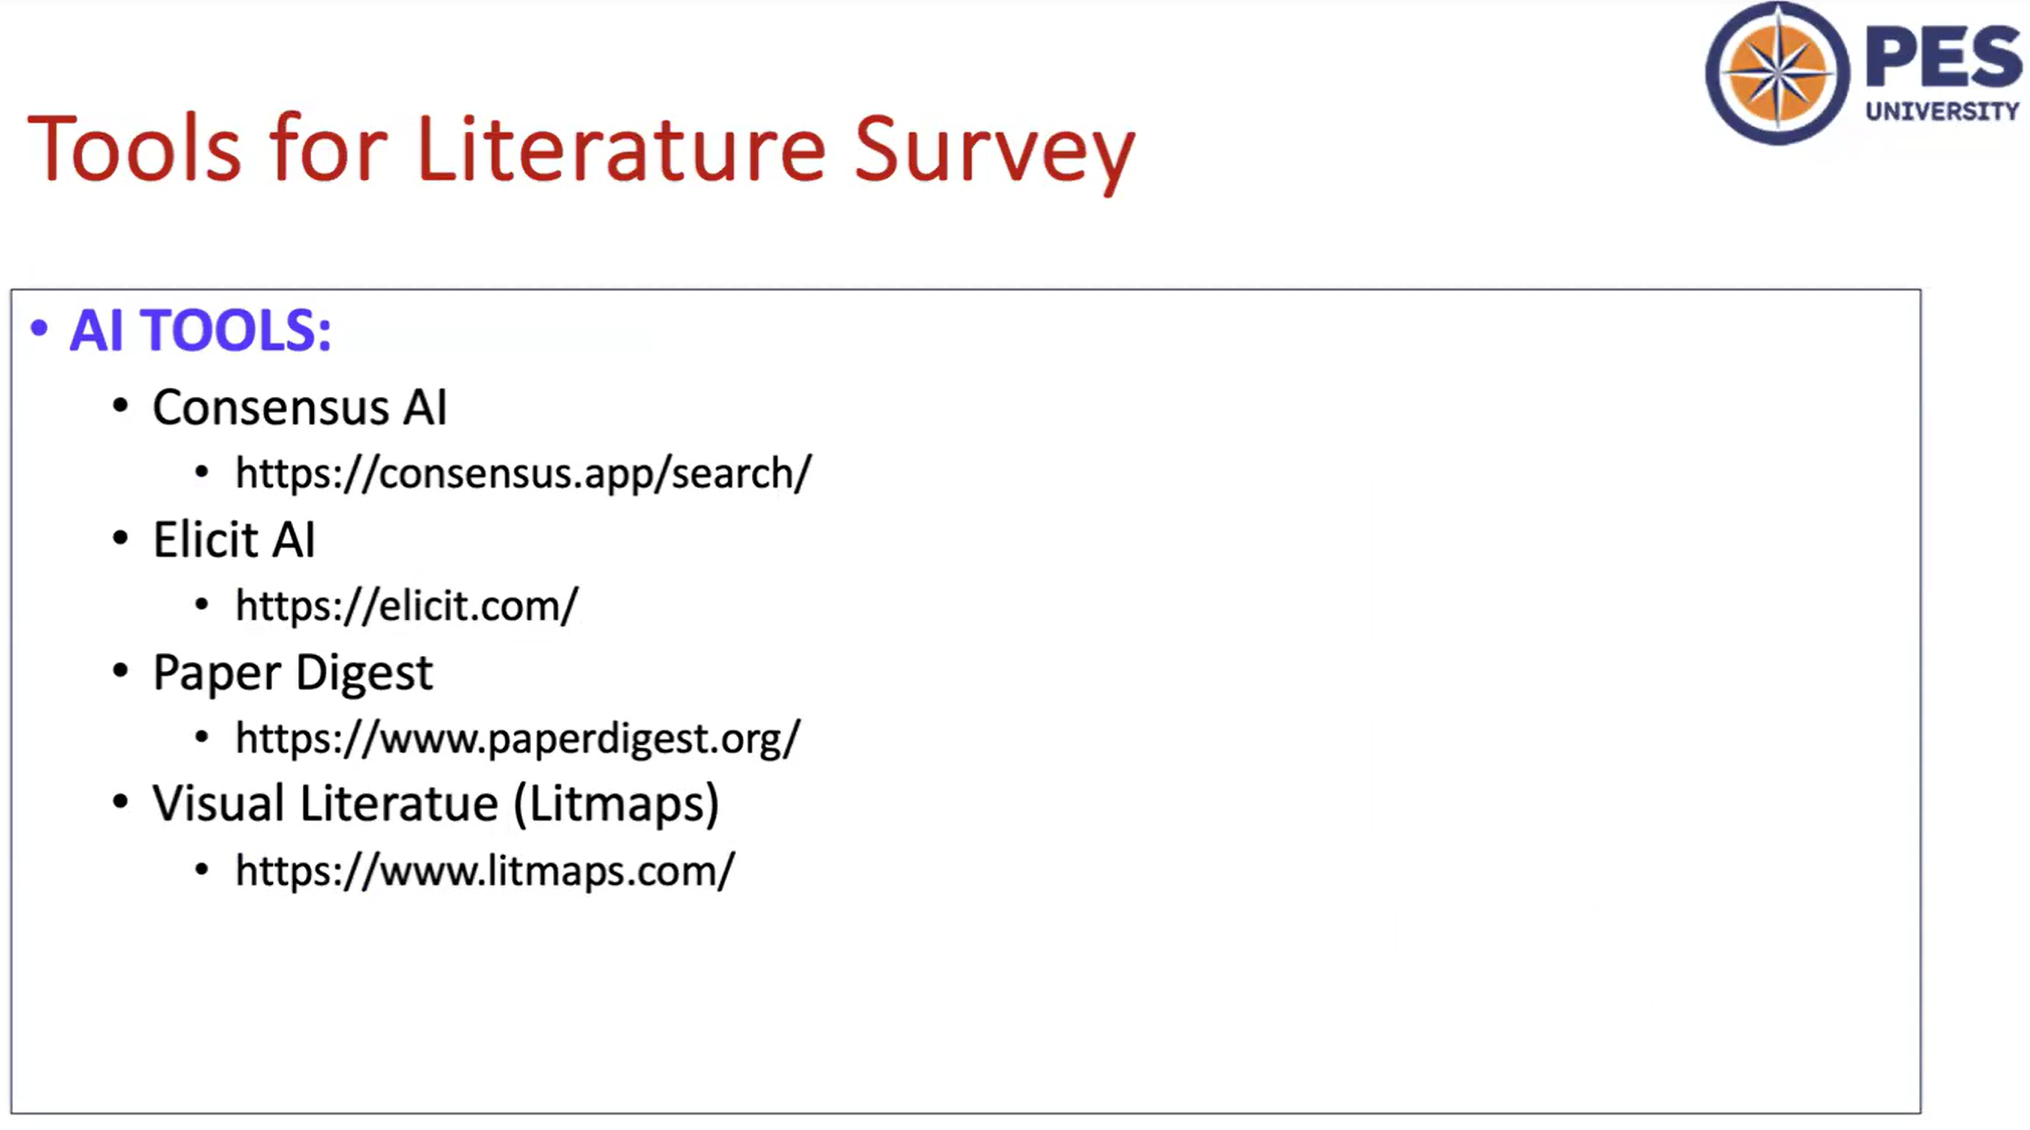 PES
UNIVERSITY
Tools for Literature Survey
• AI TOOLS:
• Consensus AI
• https://consensus.app/search/
• Elicit AI
• https://elicit.com/
• Paper Digest
• https://www.paperdigest.org/
• Visual Literatue (Litmaps)
• https://www.litmaps.com/